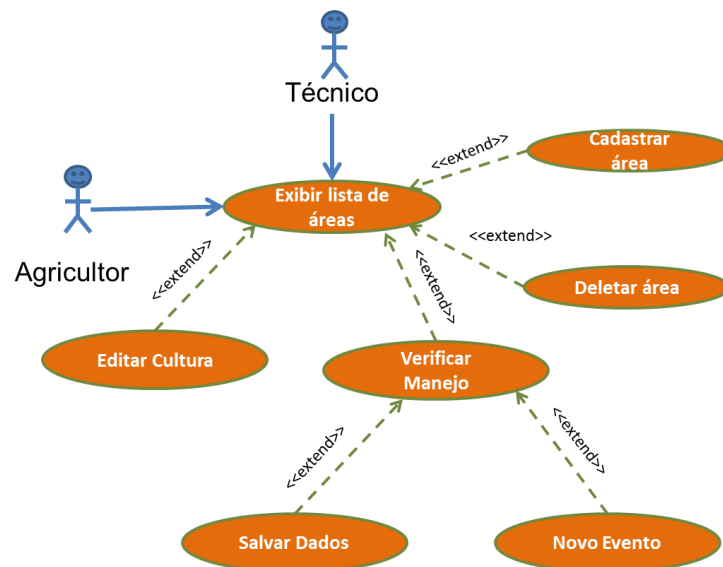 Técnico
<<extend>>
Cadastrar
área
Exibir lista de
áreas
Agricultor
<<extend>>
<<extend>>
<<extend>>
Deletar área
Editar Cultura
Verificar
Manejo
<<extend>>
<<extend>>
Salvar Dados
Novo Evento